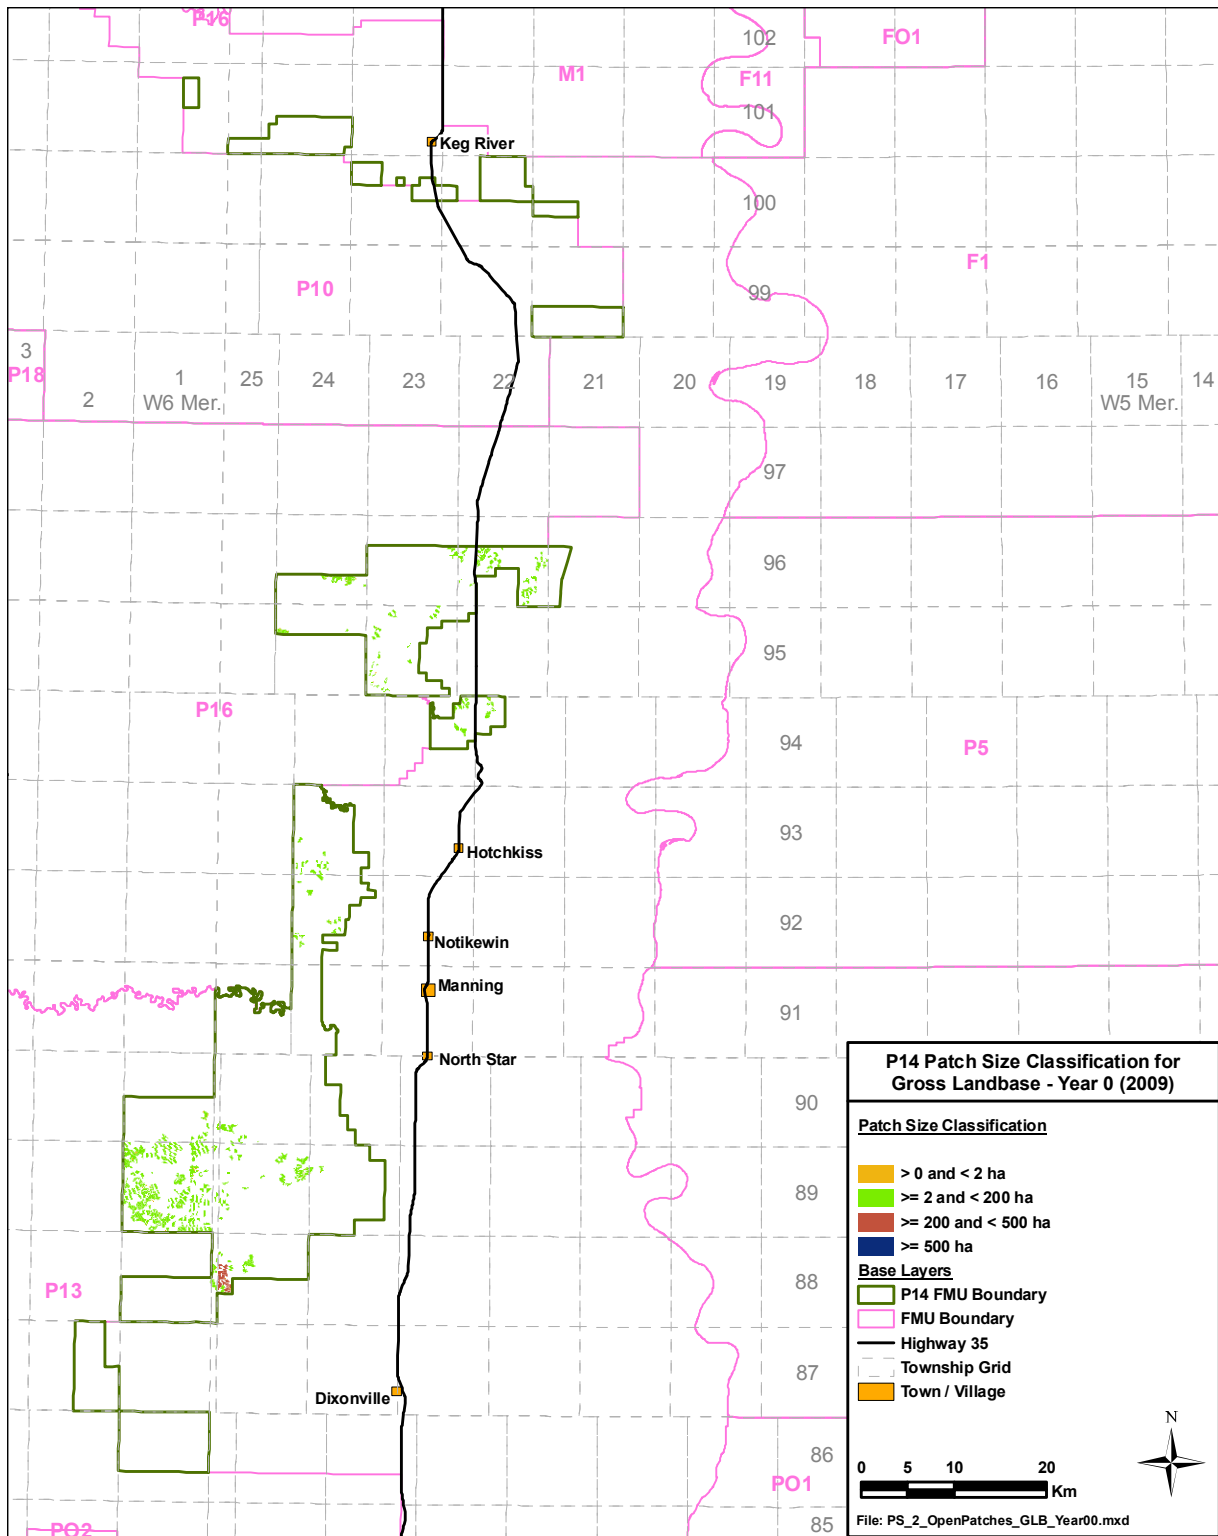 P16
102
FO1
M1
F11
101
Keg River
100
F1
99
P10
3
P18
1
25
24
23
22
21
20
19
18
17
16
15
14
2
W6 Mer.
W5 Mer.
97
96
95
P16
94
P5
93
Hotchkiss
92
Notikewin
Manning
91
North Star
90
89
88
P13
87
Dixonville
86
PO1
85
PO2
P14 Patch Size Classification for
Gross Landbase - Year 0 (2009)
Patch Size Classification
> 0 and < 2 ha
>= 2 and < 200 ha
>= 200 and < 500 ha
>= 500 ha
Base Layers
P14 FMU Boundary
FMU Boundary
Highway 35
Township Grid
Town / Village
N
0 5 10 20
Km
File: PS_2_OpenPatches_GLB_Year00.mxd